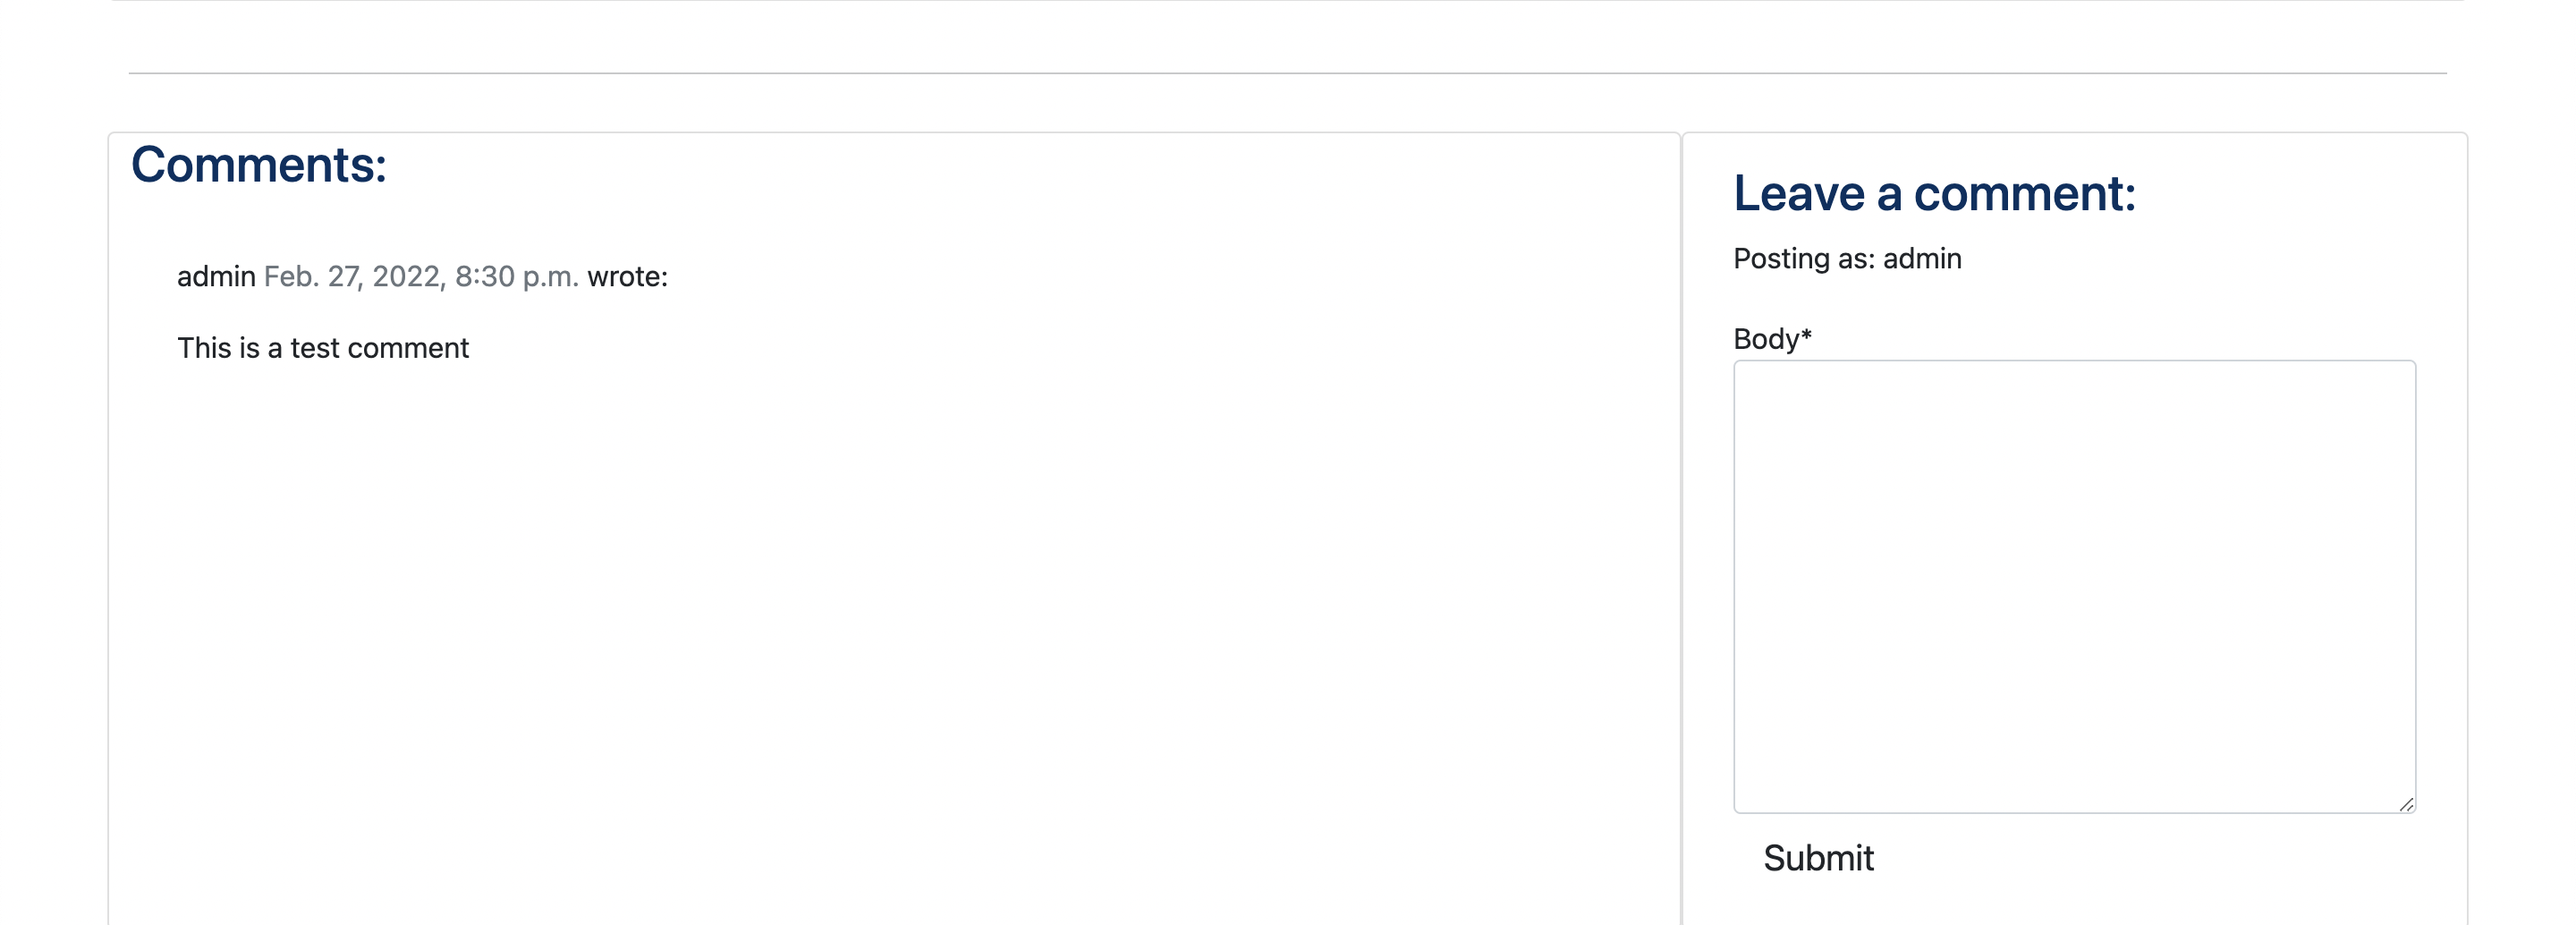 Comments:
admin Feb. 27, 2022, 8:30 p.m. wrote:
This is a test comment
Leave a comment:
Posting as: admin
Body*
Submit